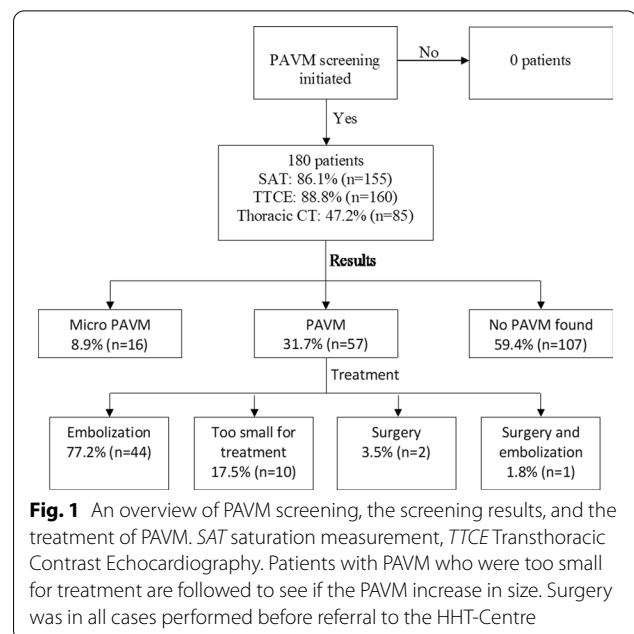 PAVM screening
initiated
No
0 patients
Yes
180 patients
SAT: 86.1% (n=155)
TTCE: 88.8% (n=160)
Thoracic CT: 47.2% (n=85)
Results
Micro PAVM
8.9% (n=16)
PAVM
31.7% (n=57)
No PAVM found
59.4% (n=107)
Treatment
Embolization
77.2% (n=44)
Too small for
treatment
17.5% (n=10)
Surgery
3.5% (n=2)
Surgery and
embolization
1.8% (n=1)
Fig. 1 An overview of PAVM screening, the screening results, and the
treatment of PAVM. SAT saturation measurement, TTCE Transthoracic
Contrast Echocardiography. Patients with PAVM who were too small
for treatment are followed to see if the PAVM increase in size. Surgery
was in all cases performed before referral to the HHT-Centre